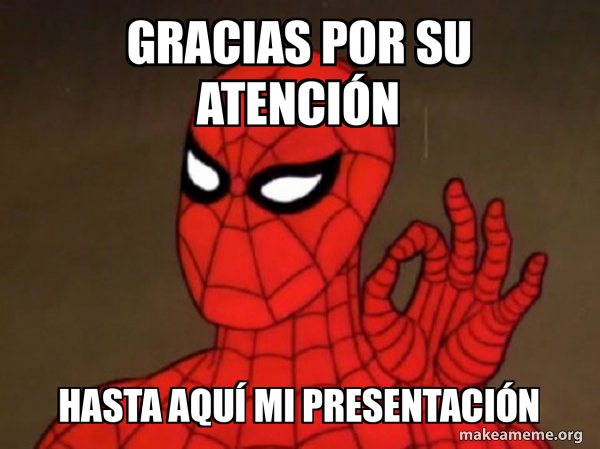 GRACIAS POR SU
ATENCIÓN
HASTA AQUÍ MI PRESENTACIÓN
makeameme.org